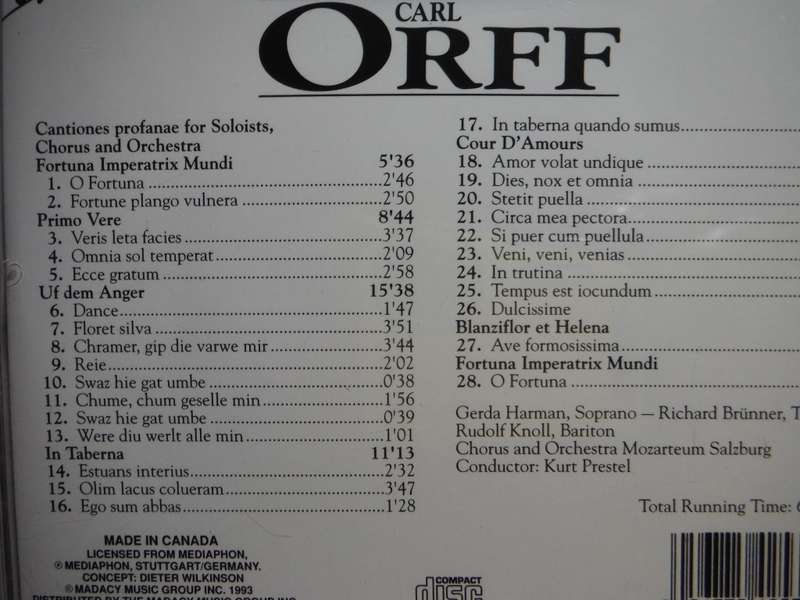 CARL
ORFF
Cantiones profanae for Soloists,
Chorus and Orchestra
Fortuna Imperatrix Mundi 5'36
1. O Fortuna 2'46
2. Fortune plango vulnera 2'50
Primo Vere 8'44
3. Veris leta facies 3'37
4. Omnia sol temperat 2'09
5. Ecce gratum 2'58
Uf dem Anger 15'38
6. Dance 1'47
7. Floret silva 3'51
8. Chramer, gip die varwe mir 3'44
9. Reie 2'02
10. Swaz hie gat umbe 0'38
11. Chume, chum geselle min 1'56
12. Swaz hie gat umbe 0'39
13. Were diu werlt alle min 1'01
In Taberna 11'13
14. Estuans interius 2'32
15. Olim lacus colueram 3'47
16. Ego sum abbas 1'28
17. In taberna quando sumus
Cour D'Amours
18. Amor volat undique
19. Dies, nox et omnia
20. Stetit puella
21. Circa mea pectora
22. Si puer cum puellula
23. Veni, veni, venias
24. In trutina
25. Tempus est iocundum
26. Dulcissime
Blanziflor et Helena
27. Ave formosissima
Fortuna Imperatrix Mundi
28. O Fortuna
Gerda Harman, Soprano – Richard Brünner, T
Rudolf Knoll, Bariton
Chorus and Orchestra Mozarteum Salzburg
Conductor: Kurt Prestel
Total Running Time:
MADE IN CANADA
LICENSED FROM MEDIAPHON,
℗ MEDIAPHON, STUTTGART/GERMANY.
CONCEPT: DIETER WILKINSON
℗ MADACY MUSIC GROUP INC. 1993
DISTRIBUTED BY THE MADACY MUSIC GROUP INC
COMPACT
disc